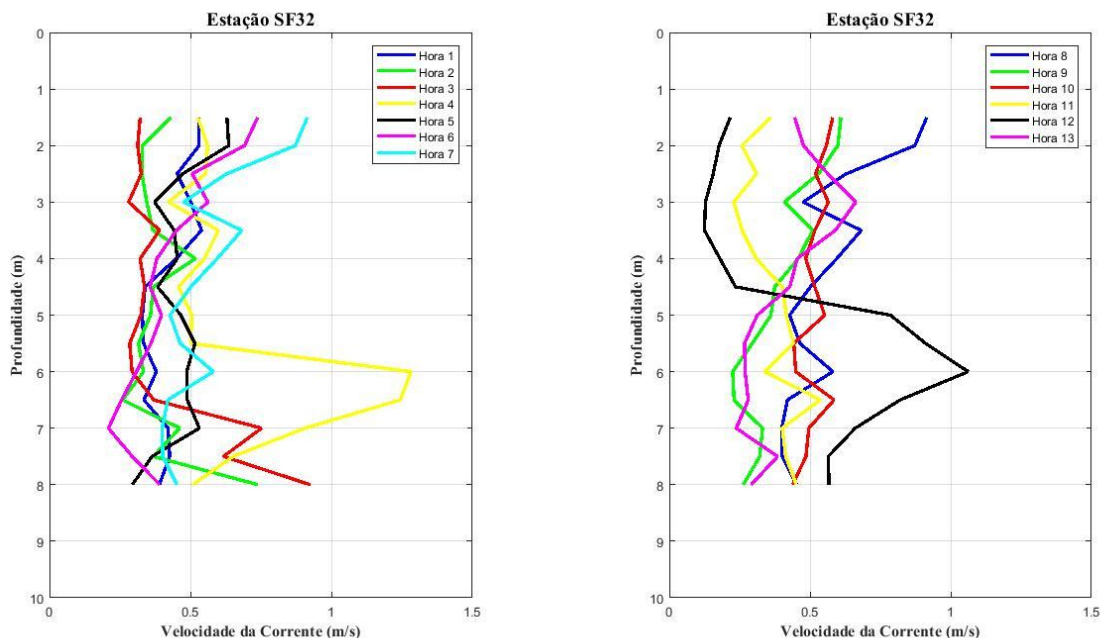 Estação SF32
0
1
2
3
4
5
6
7
8
9
10
Profundidade (m)
Hora 1
Hora 2
Hora 3
Hora 4
Hora 5
Hora 6
Hora 7
0 0.5 1 1.5
Velocidade da Corrente (m/s)
Estação SF32
0
1
2
3
4
5
6
7
8
9
10
Profundidade (m)
Hora 8
Hora 9
Hora 10
Hora 11
Hora 12
Hora 13
0 0.5 1 1.5
Velocidade da Corrente (m/s)